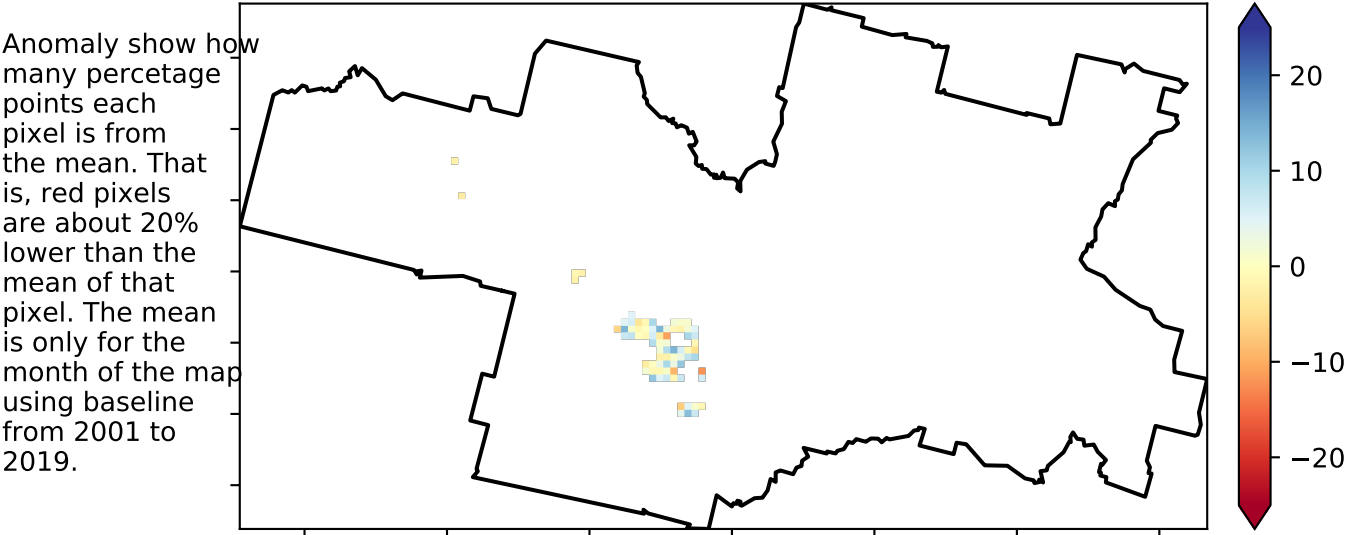 Anomaly show how
many percetage
points each
pixel is from
the mean. That
is, red pixels
are about 20%
lower than the
mean of that
pixel. The mean
is only for the
month of the map
using baseline
from 2001 to
2019.
20
10
0
−10
−20